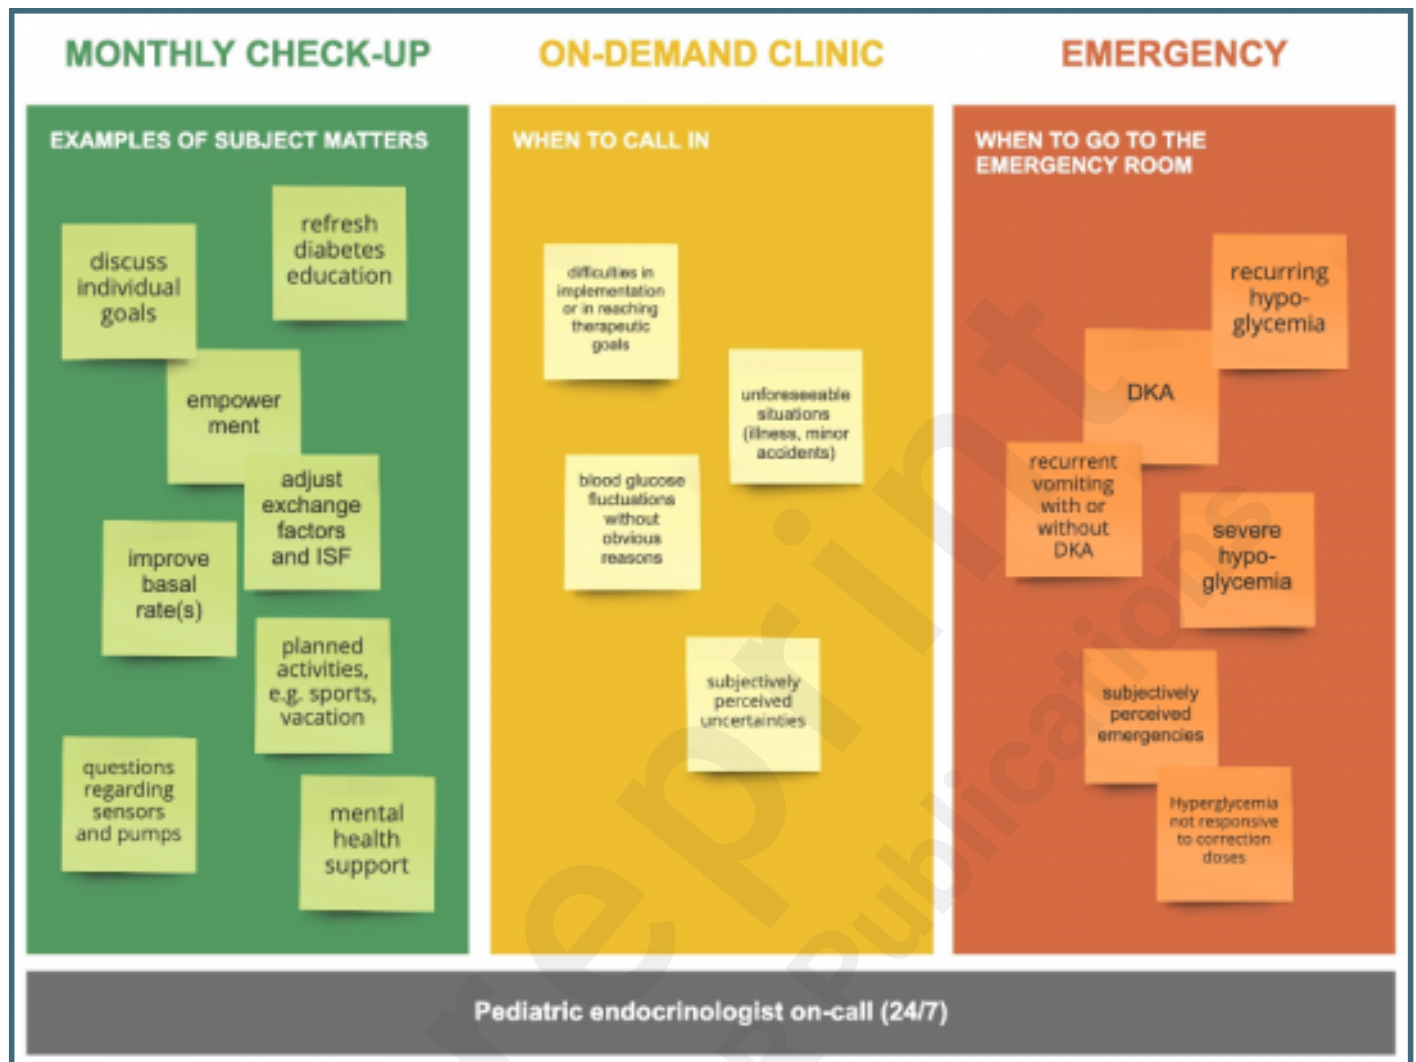 MONTHLY CHECK-UP
EXAMPLES OF SUBJECT MATTERS
discuss
individual
goals
refresh
diabetes
education
empower
ment
adjust
exchange
factors
and ISF
improve
basal
rate(s)
planned
activities,
e.g. sports,
vacation
questions
regarding
sensors
and pumps
mental
health
support
ON-DEMAND CLINIC
WHEN TO CALL IN
difficulties in
implementation
or in reaching
therapeutic
goals
unforeseeable
situations
(illness, minor
accidents)
blood glucose
fluctuations
without
obvious
reasons
subjectively
perceived
uncertainties
EMERGENCY
WHEN TO GO TO THE
EMERGENCY ROOM
recurring
hypo-
glycemia
DKA
recurrent
vomiting
with or
without
DKA
severe
hypo-
glycemia
subjectively
perceived
emergencies
Hyperglycemia
not responsive
to correction
doses
Pediatric endocrinologist on-call (24/7)
reprint
Publications